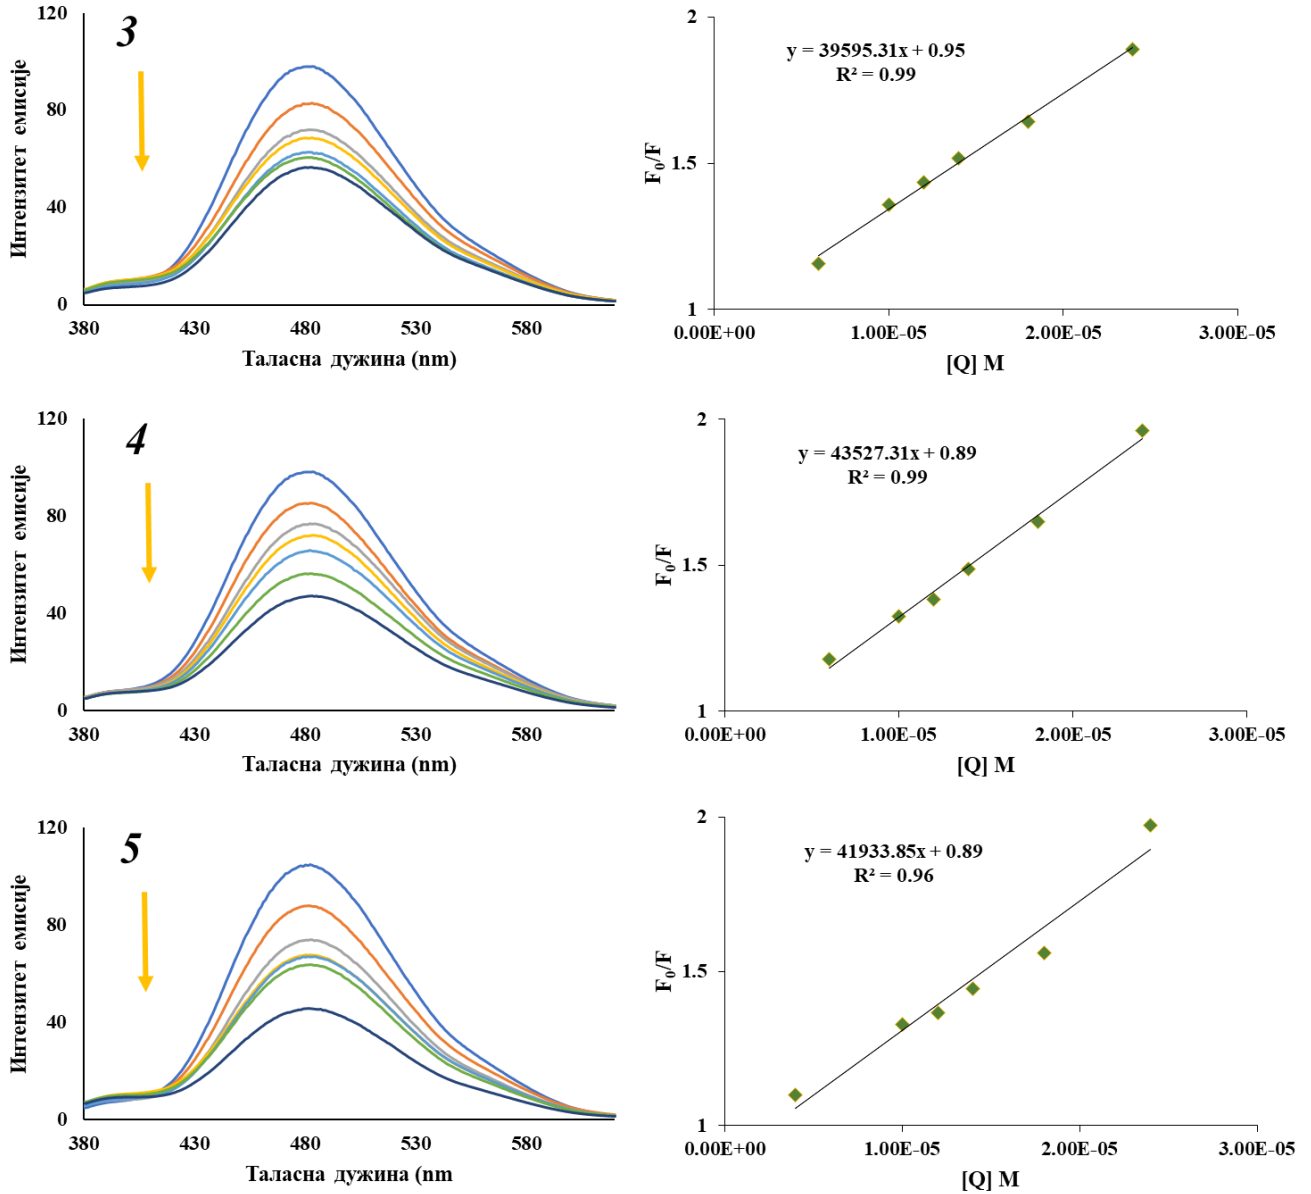 3
120
80
40
0
380
430
480
530
580
Интензитет емисије
Таласна дужина (nm)
y = 39595.31x + 0.95
R² = 0.99
2
1.5
1
F₀/F
0.00E+00
1.00E-05
2.00E-05
3.00E-05
[Q] M
4
120
80
40
0
380
430
480
530
580
Интензитет емисије
Таласна дужина (nm)
y = 43527.31x + 0.89
R² = 0.99
2
1.5
1
F₀/F
0.00E+00
1.00E-05
2.00E-05
3.00E-05
[Q] M
5
120
80
40
0
380
430
480
530
580
Интензитет емисије
Таласна дужина (nm
y = 41933.85x + 0.89
R² = 0.96
2
1.5
1
F₀/F
0.00E+00
1.00E-05
2.00E-05
3.00E-05
[Q] M